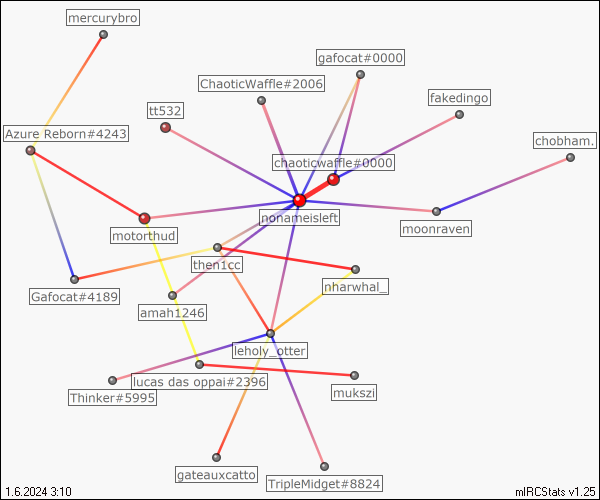 mercurybro
gafocat#0000
ChaoticWaffle#2006
fakedingo
tt532
Azure Reborn#4243
chobham.
chaoticwaffle#0000
nonameisleft
moonraven
motorthud
then1cc
nharwhal_
Gafocat#4189
amah1246
leholy_otter
lucas das oppai#2396
mukszi
Thinker#5995
gateauxcatto
TripleMidget#8824
1.6.2024 3:10
mIRCStats v1.25